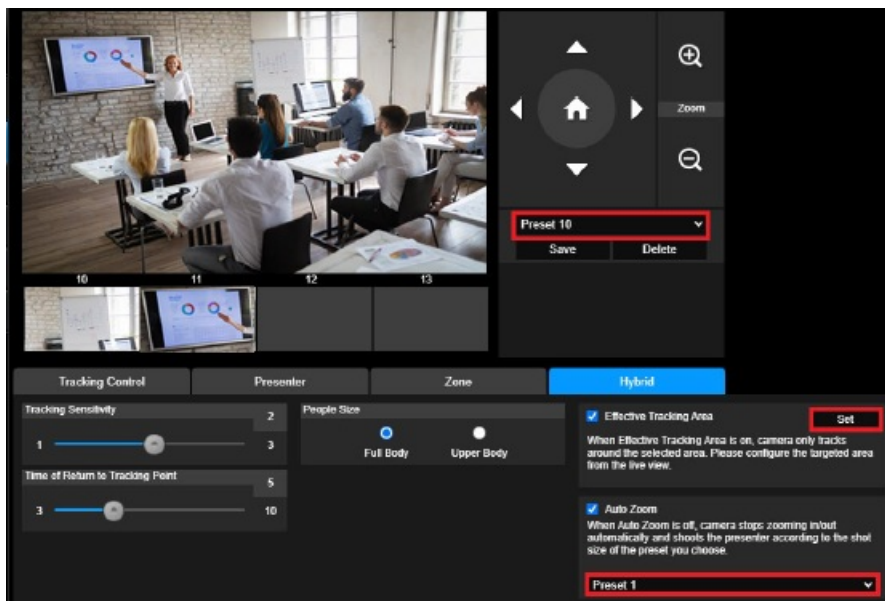 Zoom
Preset 10
Save Delete
10 11 12 13
Tracking Control Presenter Zone Hybrid
Tracking Sensitivity 2
1 3
Time of Return to Tracking Point 5
3 10
People Size
Full Body Upper Body
Effective Tracking Area Set
When Effective Tracking Area is on, camera only tracks
around the selected area. Please configure the targeted area
from the live view.
Auto Zoom
When Auto Zoom is off, camera stops zooming in/out
automatically and shoots the presenter according to the shot
size of the preset you choose.
Preset 1